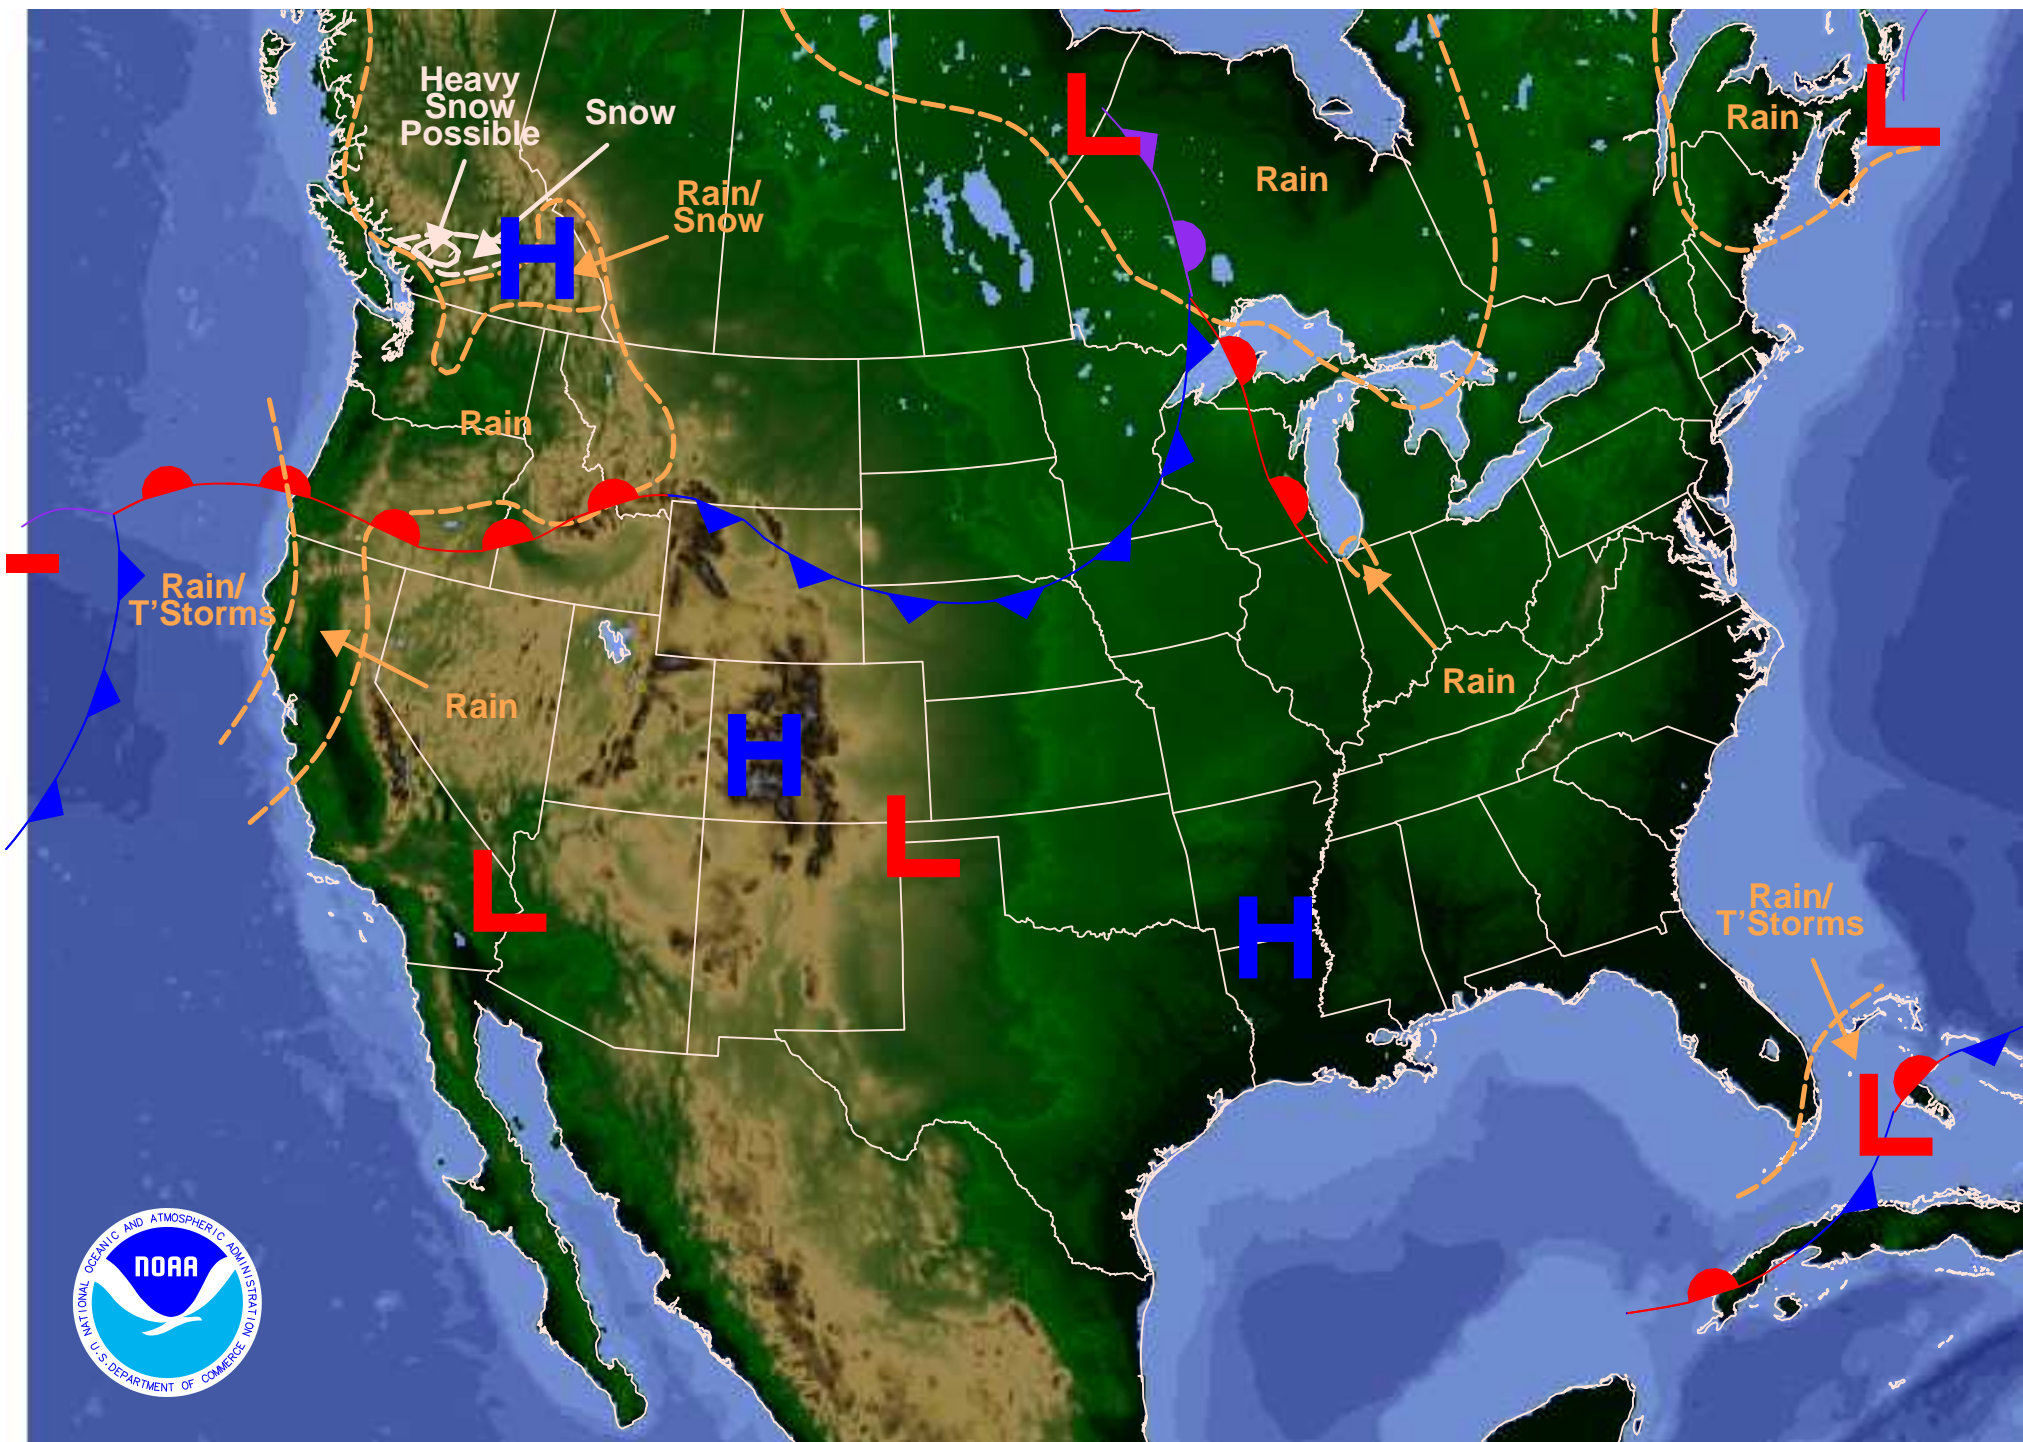 Heavy
Snow
Possible
Snow
Rain/
Snow
H
L
Rain
Rain
L
Rain
Rain/
T'Storms
Rain
Rain
H
L
L
H
Rain/
T'Storms
L
NATIONAL OCEANIC AND ATMOSPHERIC ADMINISTRATION
NOAA
U.S. DEPARTMENT OF COMMERCE